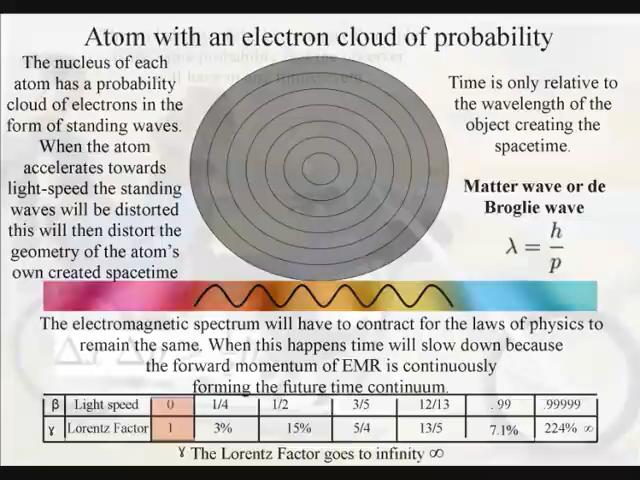 Atom with an electron cloud of probability
The nucleus of each
atom has a probability
cloud of electrons in the
form of standing waves.
When the atom
accelerates towards
light-speed the standing
waves will be distorted
this will then distort the
geometry of the atom's
own created spacetime
Time is only relative to
the wavelength of the
object creating the
spacetime.
Matter wave or de
Broglie wave
λ = h/p
The electromagnetic spectrum will have to contract for the laws of physics to
remain the same. When this happens time will slow down because
the forward momentum of EMR is continuously
forming the future time continuum.
β Light speed 0 1/4 1/2 3/5 12/13 .99 .99999
γ Lorentz Factor 1 3% 15% 5/4 13/5 7.1% 224% ∞
γ The Lorentz Factor goes to infinity ∞